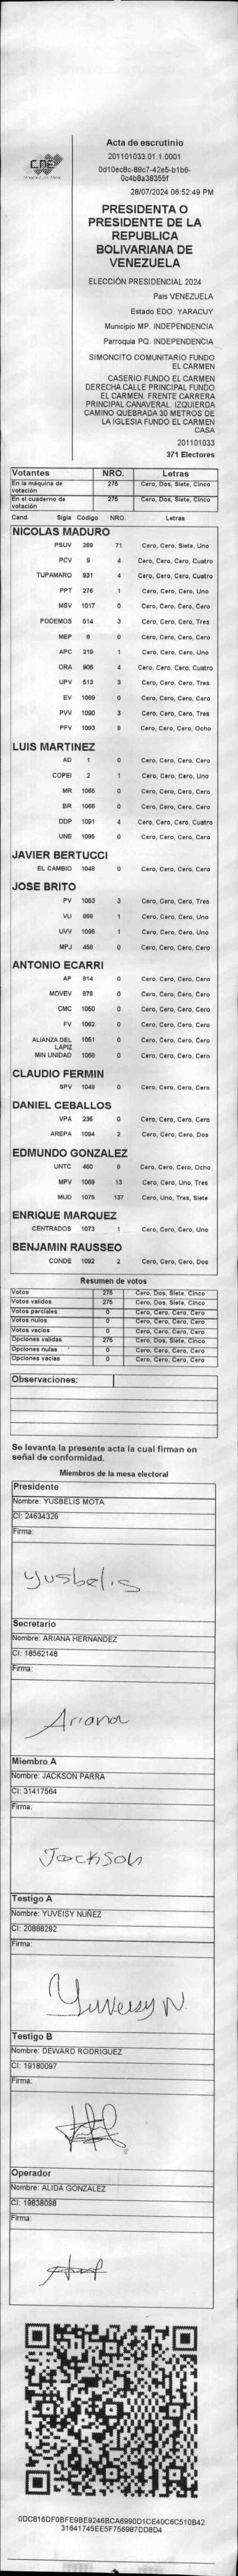 CNE
Acta de escrutinio
201101033.01.1.0001
0d10ec8c-89c7-42e5-b1b6-
0c4b8a38355f
28/07/2024 06:52:49 PM
PRESIDENTA O
PRESIDENTE DE LA
REPUBLICA
BOLIVARIANA DE
VENEZUELA
ELECCIÓN PRESIDENCIAL 2024
Pais VENEZUELA
Estado EDO. YARACUY
Municipio MP. INDEPENDENCIA
Parroquia PQ. INDEPENDENCIA
SIMONCITO COMUNITARIO FUNDO
EL CARMEN
CASERIO FUNDO EL CARMEN
DERECHA CALLE PRINCIPAL FUNDO
EL CARMEN. FRENTE CARRERA
PRINCIPAL CAÑAVERAL. IZQUIERDA
CAMINO QUEBRADA 30 METROS DE
LA IGLESIA FUNDO EL CARMEN
CASA
201101033
371 Electores
Votantes NRO. Letras
En la máquina de votación 275 Cero, Dos, Siete, Cinco
En el cuaderno de votación 275 Cero, Dos, Siete, Cinco
Cand. Sigla Código NRO. Letras
NICOLAS MADURO
PSUV 269 71 Cero, Cero, Siete, Uno
PCV 9 4 Cero, Cero, Cero, Cuatro
TUPAMARO 931 4 Cero, Cero, Cero, Cuatro
PPT 276 1 Cero, Cero, Cero, Uno
MSV 1017 0 Cero, Cero, Cero, Cero
PODEMOS 514 3 Cero, Cero, Cero, Tres
MEP 6 0 Cero, Cero, Cero, Cero
APC 219 1 Cero, Cero, Cero, Uno
ORA 906 4 Cero, Cero, Cero, Cuatro
UPV 513 3 Cero, Cero, Cero, Tres
EV 1089 0 Cero, Cero, Cero, Cero
PVV 1090 3 Cero, Cero, Cero, Tres
PFV 1093 8 Cero, Cero, Cero, Ocho
LUIS MARTINEZ
AD 1 0 Cero, Cero, Cero, Cero
COPEI 2 1 Cero, Cero, Cero, Uno
MR 1065 0 Cero, Cero, Cero, Cero
BR 1066 0 Cero, Cero, Cero, Cero
DDP 1091 4 Cero, Cero, Cero, Cuatro
UNE 1095 0 Cero, Cero, Cero, Cero
JAVIER BERTUCCI
EL CAMBIO 1048 0 Cero, Cero, Cero, Cero
JOSE BRITO
PV 1053 3 Cero, Cero, Cero, Tres
VU 869 1 Cero, Cero, Cero, Uno
UVV 1096 1 Cero, Cero, Cero, Uno
MPJ 458 0 Cero, Cero, Cero, Cero
ANTONIO ECARRI
AP 814 0 Cero, Cero, Cero, Cero
MOVEV 978 0 Cero, Cero, Cero, Cero
CMC 1050 0 Cero, Cero, Cero, Cero
FV 1062 0 Cero, Cero, Cero, Cero
ALIANZA DEL LAPIZ 1051 0 Cero, Cero, Cero, Cero
MIN UNIDAD 1068 0 Cero, Cero, Cero, Cero
CLAUDIO FERMIN
SPV 1049 0 Cero, Cero, Cero, Cero
DANIEL CEBALLOS
VPA 236 0 Cero, Cero, Cero, Cero
AREPA 1094 2 Cero, Cero, Cero, Dos
EDMUNDO GONZALEZ
UNTC 460 8 Cero, Cero, Cero, Ocho
MPV 1069 13 Cero, Cero, Uno, Tres
MUD 1075 137 Cero, Uno, Tres, Siete
ENRIQUE MARQUEZ
CENTRADOS 1073 1 Cero, Cero, Cero, Uno
BENJAMIN RAUSSEO
CONDE 1092 2 Cero, Cero, Cero, Dos
Resumen de votos
Votos 275 Cero, Dos, Siete, Cinco
Votos validos 275 Cero, Dos, Siete, Cinco
Votos parciales 0 Cero, Cero, Cero, Cero
Votos nulos 0 Cero, Cero, Cero, Cero
Votos vacios 0 Cero, Cero, Cero, Cero
Opciones validas 275 Cero, Dos, Siete, Cinco
Opciones nulas 0 Cero, Cero, Cero, Cero
Opciones vacias 0 Cero, Cero, Cero, Cero
Observaciones:
Se levanta la presente acta la cual firman en
señal de conformidad.
Miembros de la mesa electoral
Presidente
Nombre: YUSBELIS MOTA
CI: 24634326
Firma:
Yusbelis
Secretario
Nombre: ARIANA HERNANDEZ
CI: 18562148
Firma:
Ariana
Miembro A
Nombre: JACKSON PARRA
CI: 31417564
Firma:
Jackson
Testigo A
Nombre: YUVEISY NUÑEZ
CI: 20888292
Firma:
Yuveisy N.
Testigo B
Nombre: DEWARD RODRIGUEZ
CI: 19180097
Firma:
Operador
Nombre: ALIDA GONZALEZ
CI: 19838098
Firma:
0DC816DF0BFE9BE9246BCA6990D1CE40C6C510B42
31641745EE5F756987DD8D4